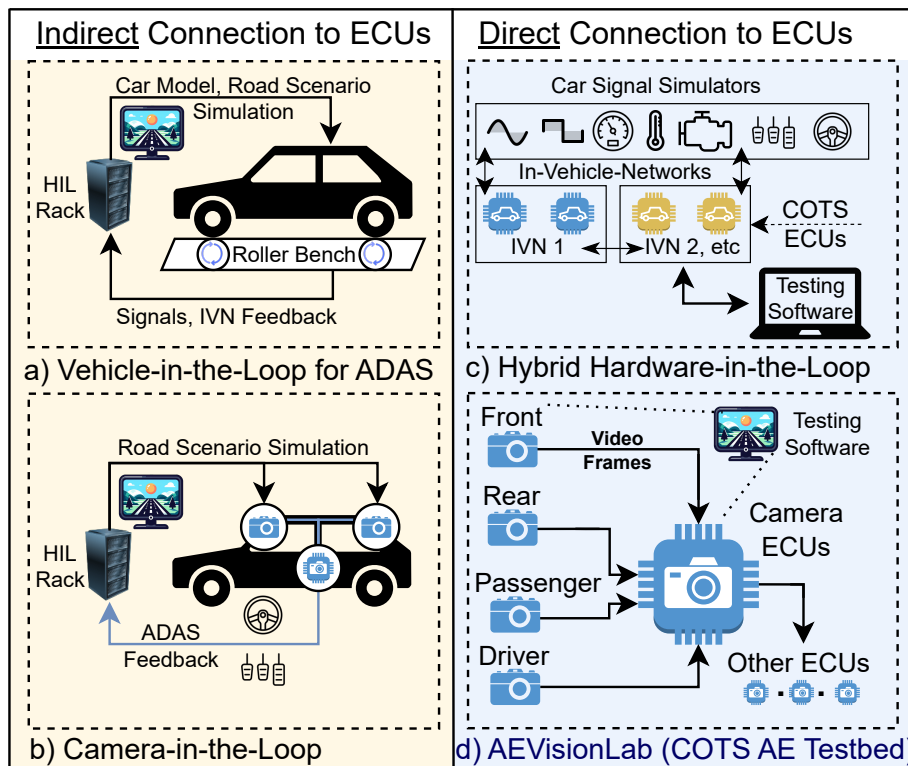 Indirect Connection to ECUs
Car Model, Road Scenario
Simulation
HIL
Rack
Roller Bench
Signals, IVN Feedback
a) Vehicle-in-the-Loop for ADAS
Road Scenario Simulation
HIL
Rack
ADAS
Feedback
b) Camera-in-the-Loop
Direct Connection to ECUs
Car Signal Simulators
In-Vehicle-Networks
IVN 1
IVN 2, etc
COTS
ECUs
Testing
Software
c) Hybrid Hardware-in-the-Loop
Front
Video
Frames
Testing
Software
Rear
Camera
ECUs
Passenger
Driver
Other ECUs
d) AEVisionLab (COTS AE Testbed)